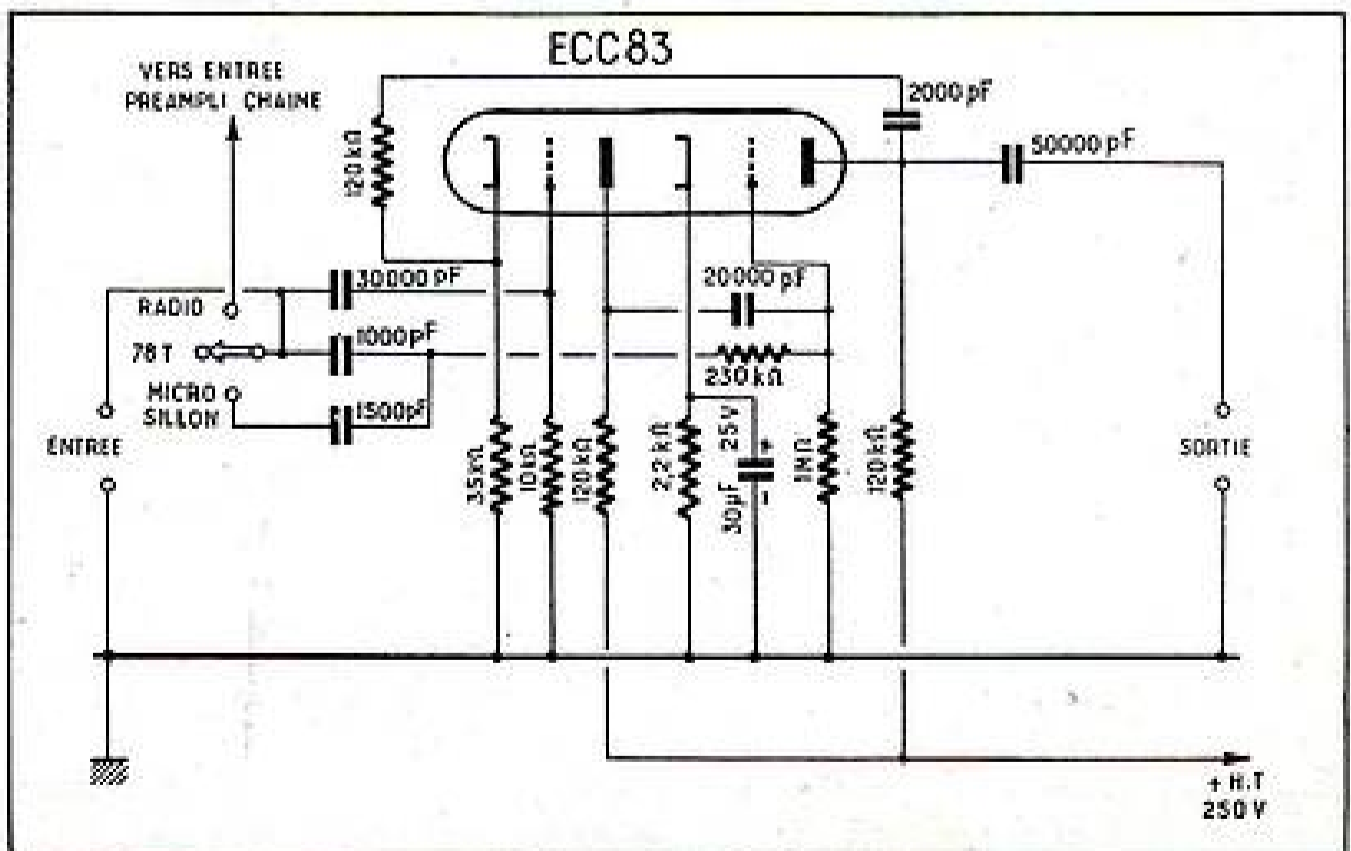 ECC83
VERS ENTREE
PREAMPLI CHAINE
2000 pF
50000 pF
120 kΩ
30000 pF
20000 pF
RADIO
1000 pF
78 T
230 kΩ
MICRO
SILLON
1500 pF
ENTREE
35 kΩ
10 kΩ
120 kΩ
2,2 kΩ
25 V
+
30 µF
-
1 MΩ
120 kΩ
SORTIE
+ H.T
250 V